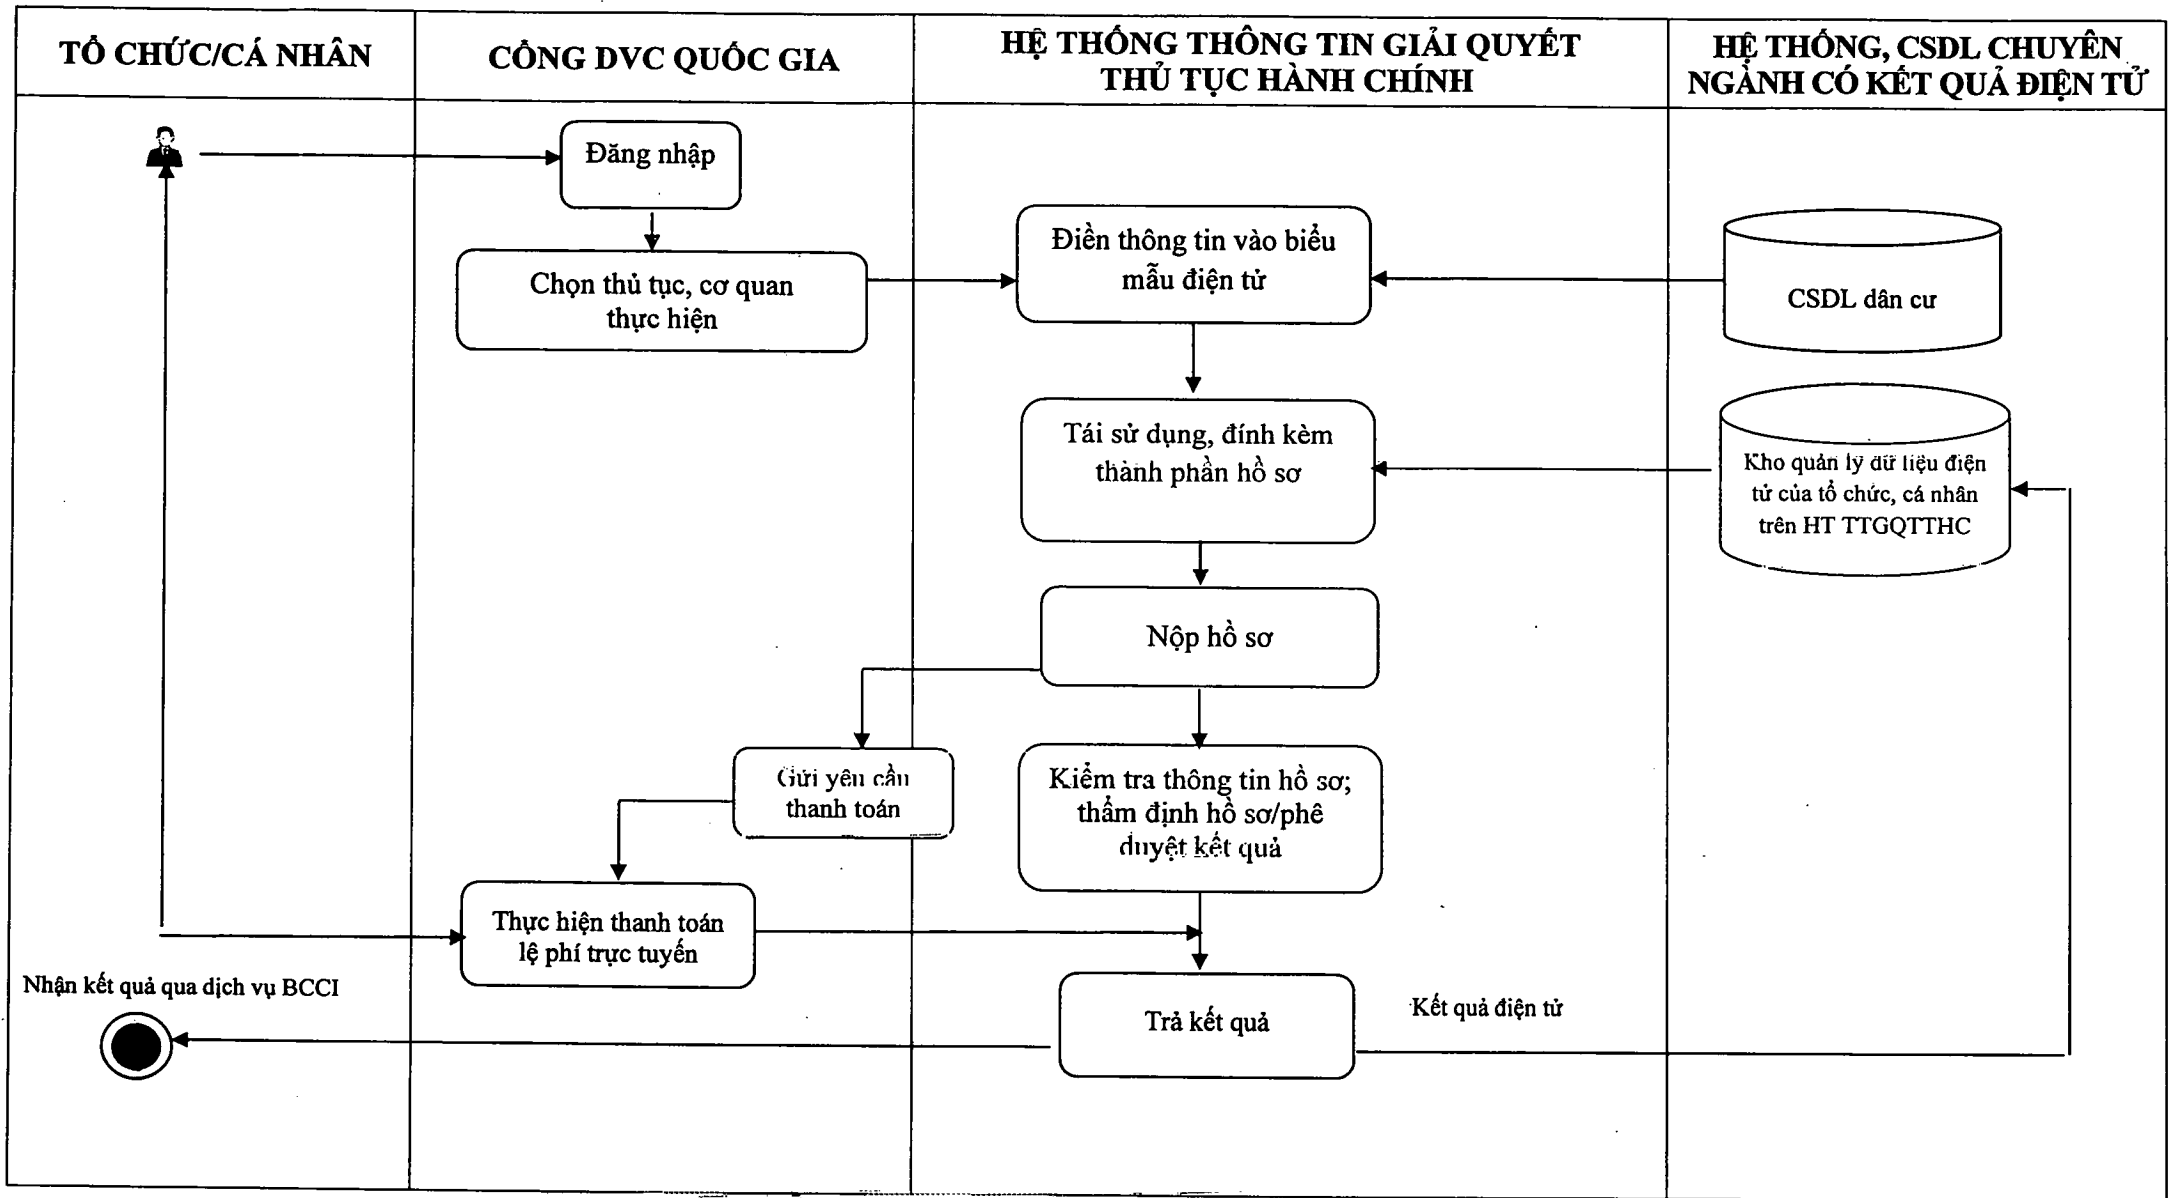 TỔ CHỨC/CÁ NHÂN
CỔNG DVC QUỐC GIA
HỆ THỐNG THÔNG TIN GIẢI QUYẾT
THỦ TỤC HÀNH CHÍNH
HỆ THỐNG, CSDL CHUYÊN
NGÀNH CÓ KẾT QUẢ ĐIỆN TỬ
Đăng nhập
Chọn thủ tục, cơ quan
thực hiện
Điền thông tin vào biểu
mẫu điện tử
CSDL dân cư
Tái sử dụng, đính kèm
thành phần hồ sơ
Kho quản lý dữ liệu điện
tử của tổ chức, cá nhân
trên HT TTGQTTHC
Nộp hồ sơ
Gửi yêu cầu
thanh toán
Kiểm tra thông tin hồ sơ;
thẩm định hồ sơ/phê
duyệt kết quả
Thực hiện thanh toán
lệ phí trực tuyến
Nhận kết quả qua dịch vụ BCCI
Trả kết quả
Kết quả điện tử